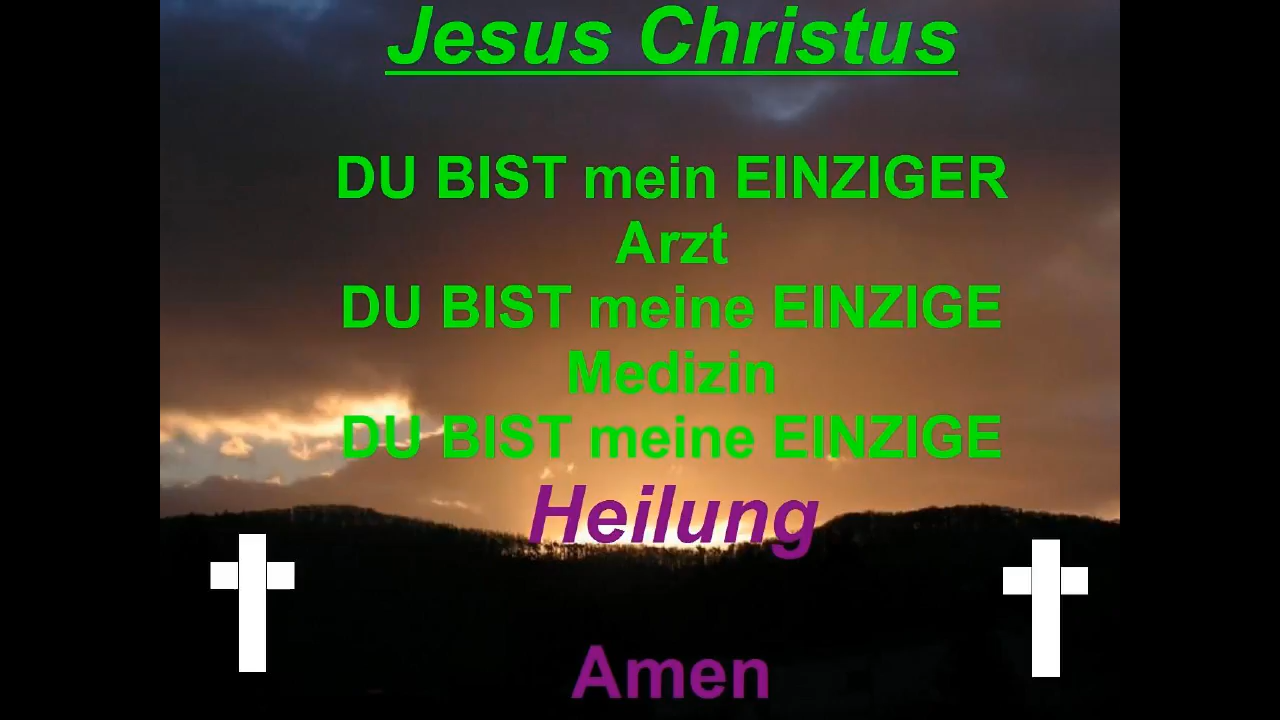 Jesus Christus
DU BIST mein EINZIGER
Arzt
DU BIST meine EINZIGE
Medizin
DU BIST meine EINZIGE
Heilung
Amen